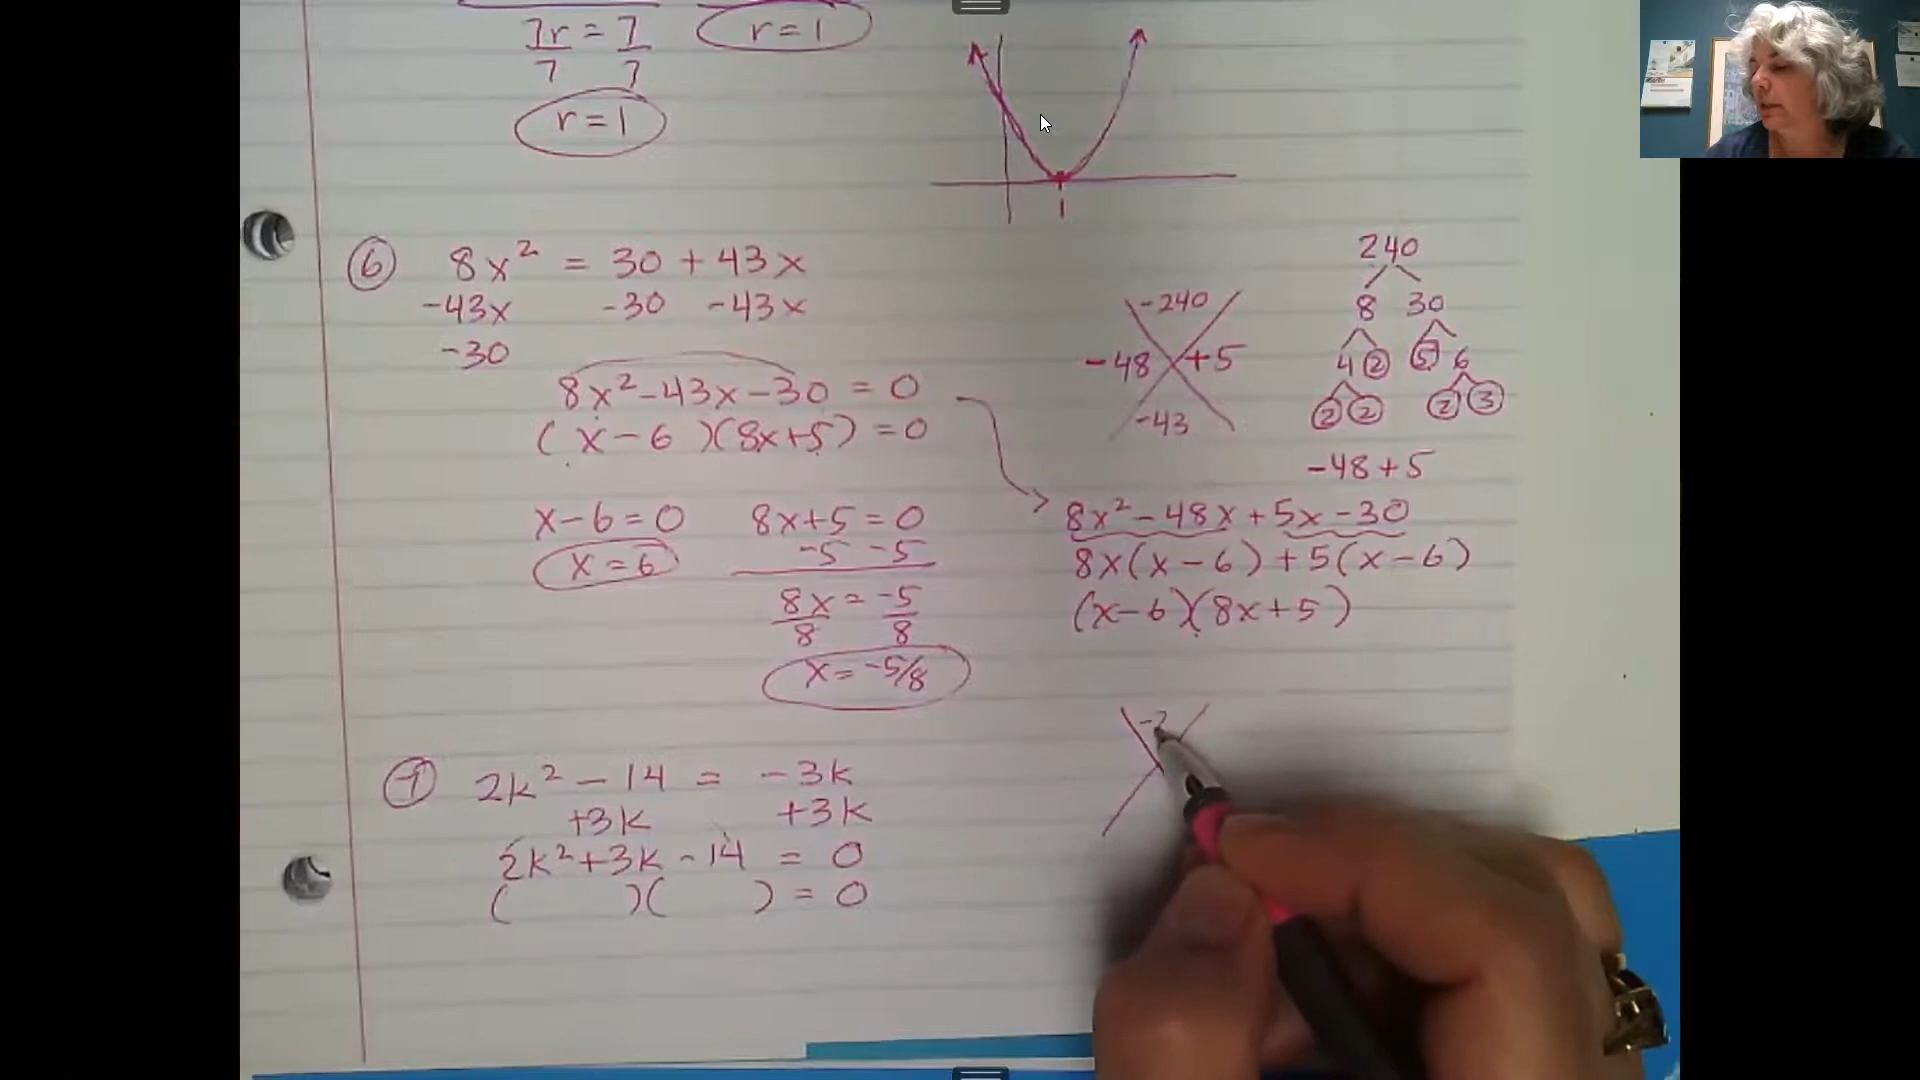 7r = 7
7 7
r = 1
r = 1
1
⑥ 8x² = 30 + 43x
-43x -30 -43x
-30
8x² - 43x - 30 = 0
( x - 6 )(8x+5) = 0
x - 6 = 0
x = 6
8x+5 = 0
-5 -5
8x = -5
8 8
x = -5/8
-240
-48 +5
-43
240
8 30
4 2 5 6
2 2 2 3
-48 + 5
8x² - 48x + 5x - 30
8x(x - 6) + 5(x - 6)
(x - 6)(8x + 5)
⑦ 2k² - 14 = -3k
+3k +3k
2k² + 3k - 14 = 0
( )( ) = 0
-2